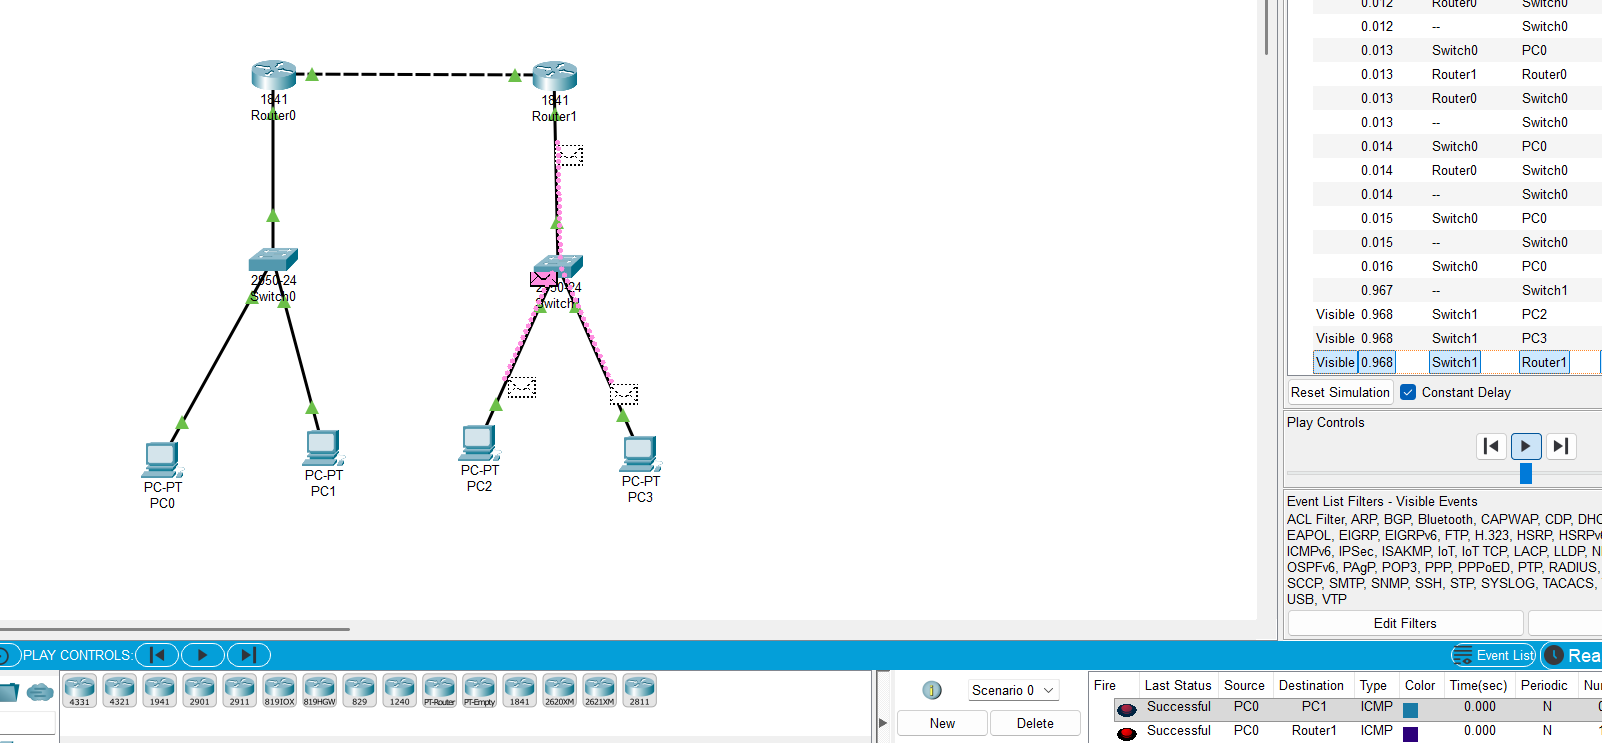 1841
Router0
1841
Router1
2950-24
Switch0
PC-PT
PC0
PC-PT
PC1
PC-PT
PC2
PC-PT
PC3
0.012 Router0 Switch0
0.012 -- Switch0
0.013 Switch0 PC0
0.013 Router1 Router0
0.013 Router0 Switch0
0.013 -- Switch0
0.014 Switch0 PC0
0.014 Router0 Switch0
0.014 -- Switch0
0.015 Switch0 PC0
0.015 -- Switch0
0.016 Switch0 PC0
0.967 -- Switch1
Visible 0.968 Switch1 PC2
Visible 0.968 Switch1 PC3
Visible 0.968 Switch1 Router1
Reset Simulation Constant Delay
Play Controls
Event List Filters - Visible Events
ACL Filter, ARP, BGP, Bluetooth, CAPWAP, CDP, DHC
EAPOL, EIGRP, EIGRPv6, FTP, H.323, HSRP, HSRPv6
ICMPv6, IPSec, ISAKMP, IoT, IoT TCP, LACP, LLDP, N
OSPFv6, PAgP, POP3, PPP, PPPoED, PTP, RADIUS,
SCCP, SMTP, SNMP, SSH, STP, SYSLOG, TACACS,
USB, VTP
Edit Filters
PLAY CONTROLS:
Event List Rea
4331 4321 1941 2901 2911 819IOX 819HGW 829 1240 PT-Router PT-Empty 1841 2620XM 2621XM 2811
Scenario 0
New Delete
Fire Last Status Source Destination Type Color Time(sec) Periodic Nu
Successful PC0 PC1 ICMP 0.000 N
Successful PC0 Router1 ICMP 0.000 N